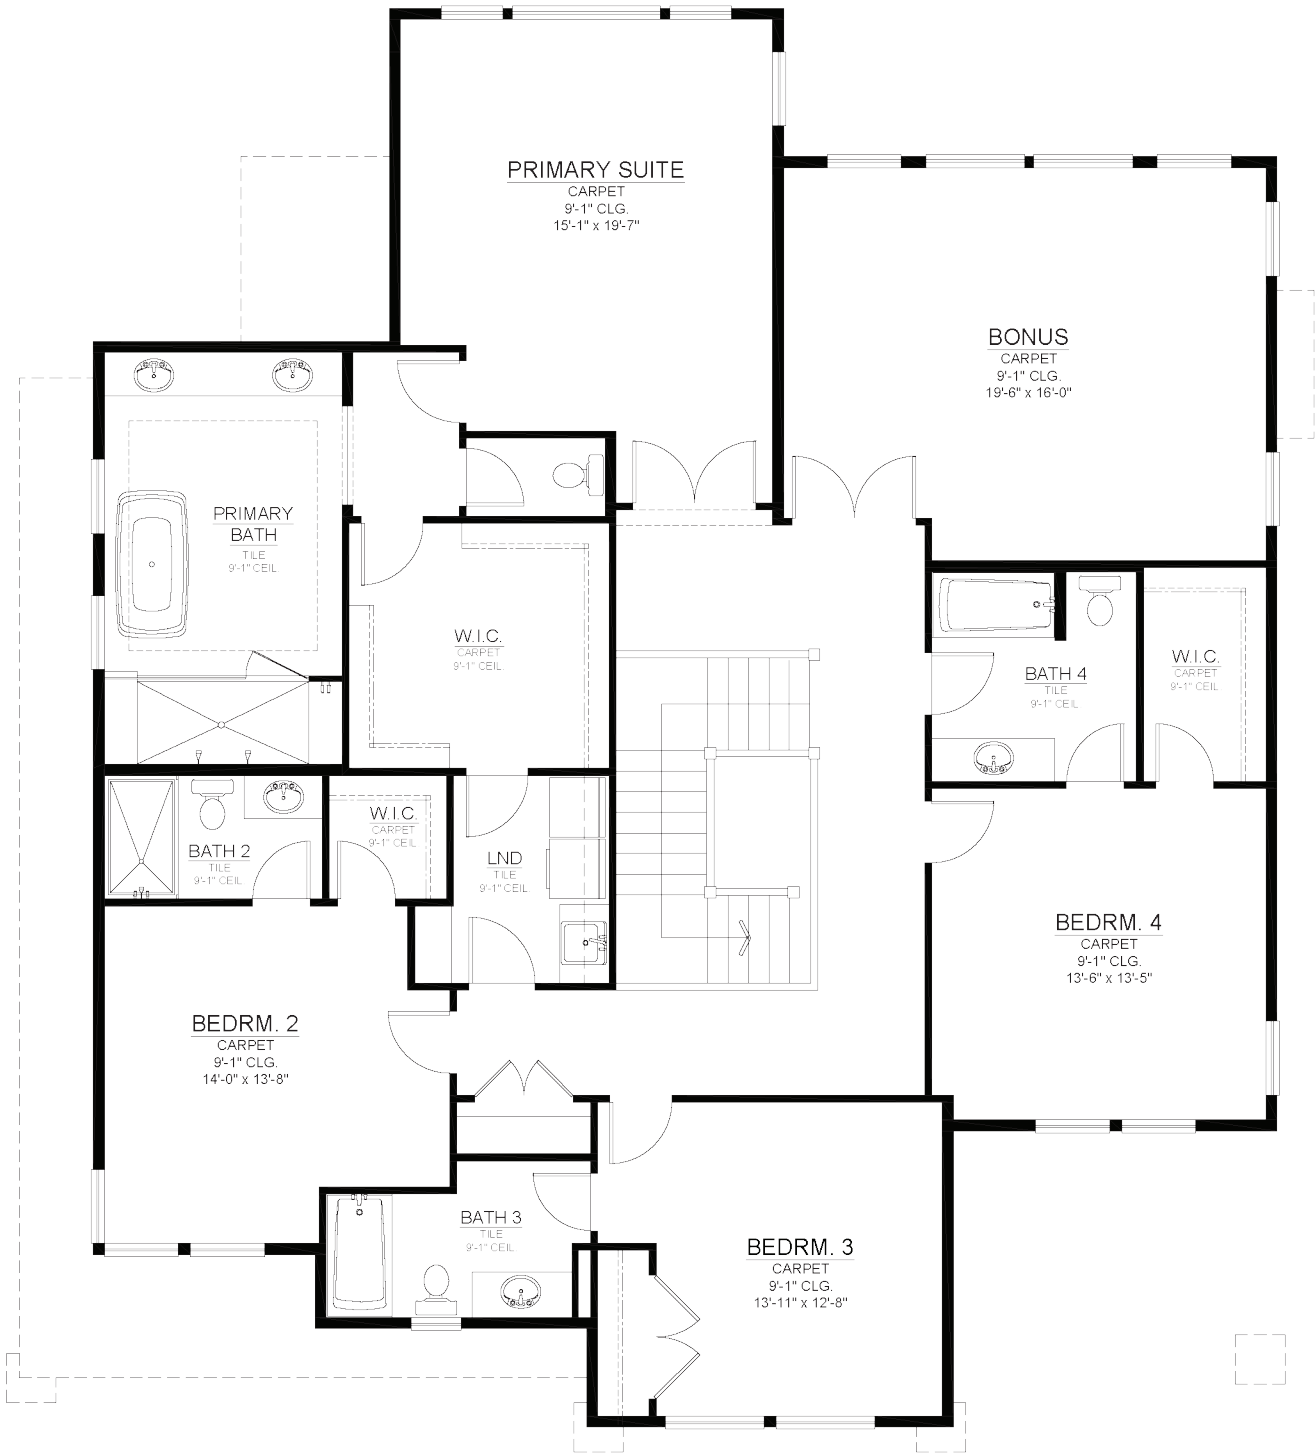 PRIMARY SUITE
CARPET
9'-1" CLG.
15'-1" x 19'-7"
BONUS
CARPET
9'-1" CLG.
19'-6" x 16'-0"
PRIMARY
BATH
TILE
9'-1" CEIL
W.I.C.
CARPET
9'-1" CEIL
BATH 4
TILE
9'-1" CEIL
W.I.C.
CARPET
9'-1" CEIL
BATH 2
TILE
9'-1" CEIL
W.I.C.
CARPET
9'-1" CEIL
LND
TILE
9'-1" CEIL
BEDRM. 4
CARPET
9'-1" CLG.
13'-6" x 13'-5"
BEDRM. 2
CARPET
9'-1" CLG.
14'-0" x 13'-8"
BATH 3
TILE
9'-1" CEIL
BEDRM. 3
CARPET
9'-1" CLG.
13'-11" x 12'-8"